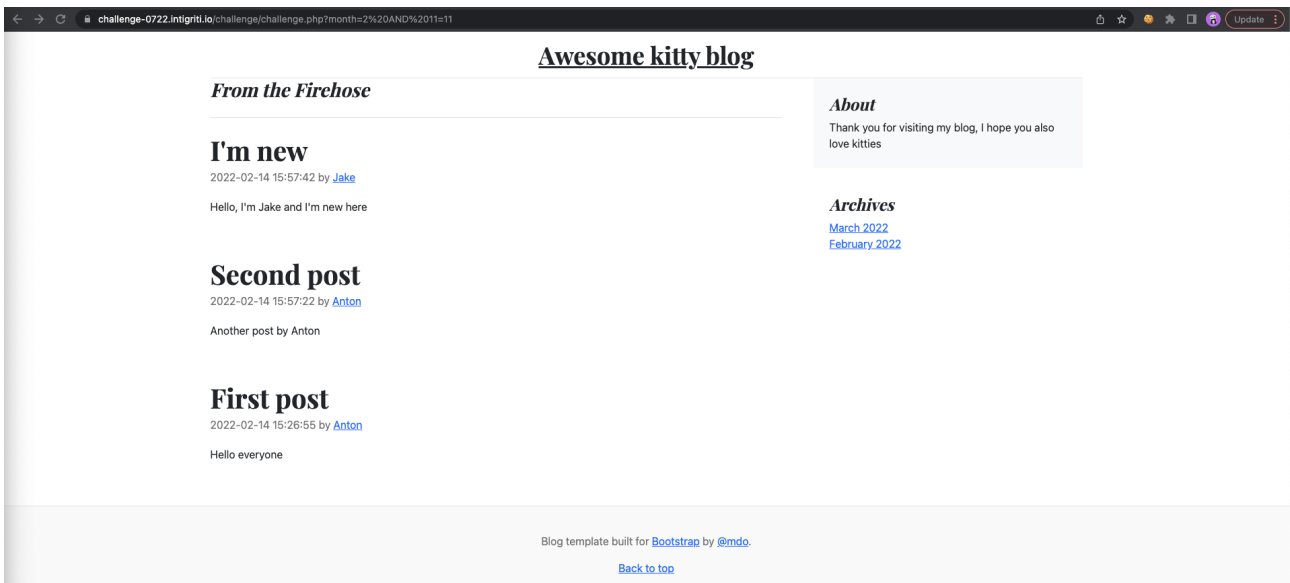 challenge-0722.intigriti.io/challenge/challenge.php?month=2%20AND%2011=11
Update
Awesome kitty blog
From the Firehose
I'm new
2022-02-14 15:57:42 by Jake
Hello, I'm Jake and I'm new here
Second post
2022-02-14 15:57:22 by Anton
Another post by Anton
First post
2022-02-14 15:26:55 by Anton
Hello everyone
About
Thank you for visiting my blog, I hope you also
love kitties
Archives
March 2022
February 2022
Blog template built for Bootstrap by @mdo.
Back to top